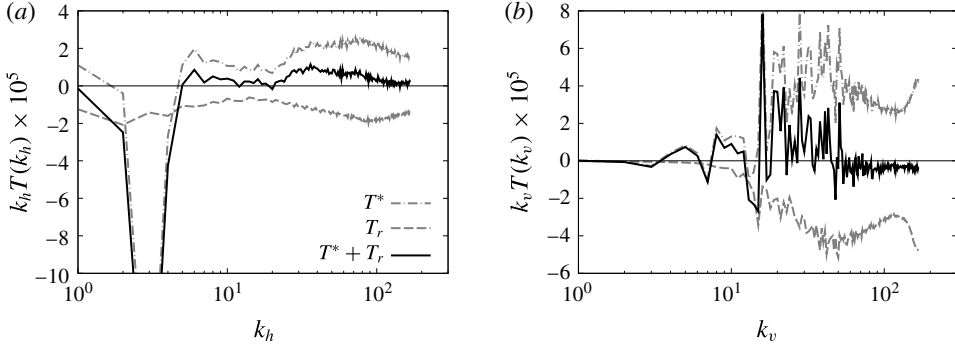 (a)
4
2
0
−2
−4
−6
−8
−10
k_h T(k_h) × 10^5
T*
T_r
T* + T_r
10^0
10^1
10^2
k_h
(b)
8
6
4
2
0
−2
−4
−6
k_v T(k_v) × 10^5
10^0
10^1
10^2
k_v